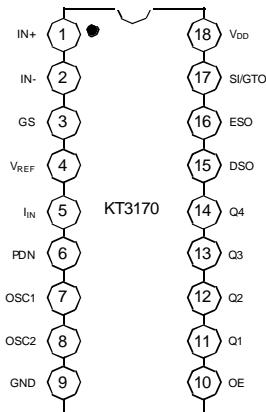 IN+ 1 18 VDD
IN- 2 17 SI/GTO
GS 3 16 ESO
VREF 4 15 DSO
IIN 5 KT3170 14 Q4
PDN 6 13 Q3
OSC1 7 12 Q2
OSC2 8 11 Q1
GND 9 10 OE